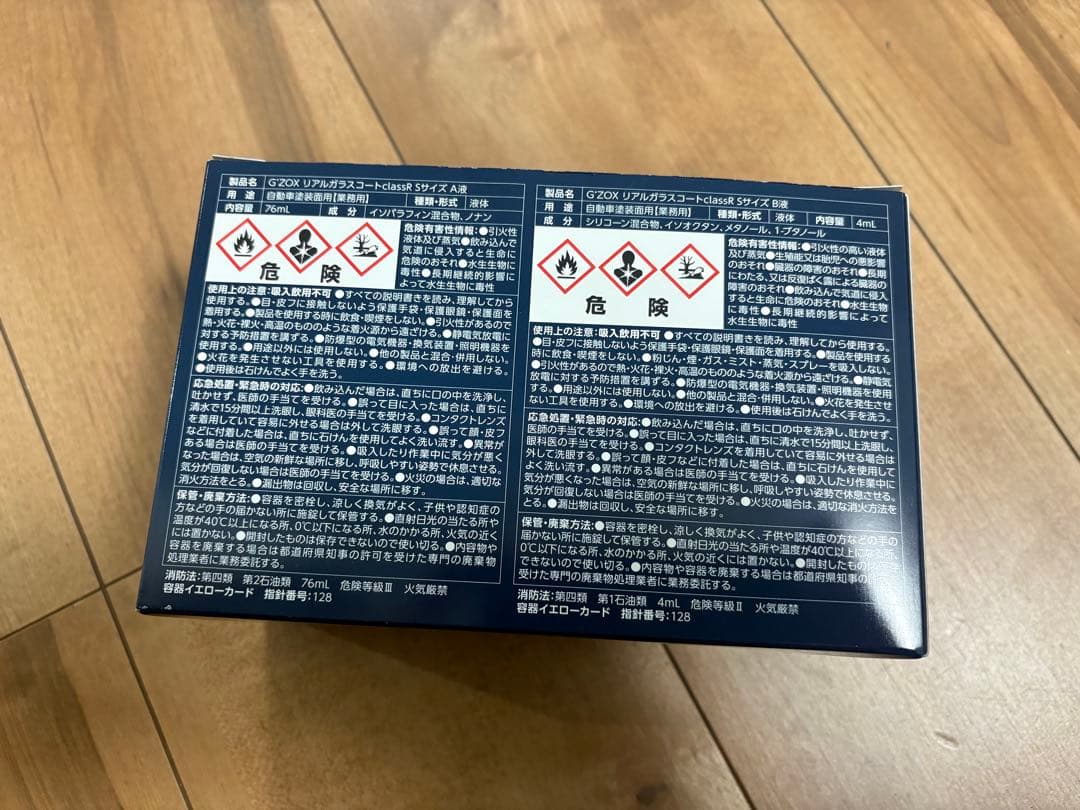 製品名 G'ZOX リアルガラスコートclassR Sサイズ A液
用途 自動車塗装面用【業務用】 種類・形式 液体
内容量 76mL 成分 イソパラフィン混合物、ノナン
危険
危険有害性情報:●引火性
液体及び蒸気●飲み込んで
気道に侵入すると生命に
危険のおそれ●水生生物に
毒性●長期継続的影響に
よって水生生物に毒性
使用上の注意:吸入飲用不可 ●すべての説明書きを読み、理解してから
使用する。●目・皮フに接触しないよう保護手袋・保護眼鏡・保護面を
着用する。●製品を使用する時に飲食・喫煙をしない。●引火性があるので
熱・火花・裸火・高温のもののような着火源から遠ざける。●静電気放電に
対する予防措置を講ずる。●防爆型の電気機器・換気装置・照明機器を
使用する。●用途以外には使用しない。●他の製品と混合・併用しない。
●火花を発生させない工具を使用する。●環境への放出を避ける。
●使用後は石けんでよく手を洗う。
応急処置・緊急時の対応:●飲み込んだ場合は、直ちに口の中を洗浄し、
吐かせず、医師の手当てを受ける。●誤って目に入った場合は、直ちに
清水で15分間以上洗眼し、眼科医の手当てを受ける。●コンタクトレンズ
を着用していて容易に外せる場合は外して洗眼する。●誤って顔・皮フ
などに付着した場合は、直ちに石けんを使用してよく洗い流す。●異常が
ある場合は医師の手当てを受ける。●吸入したり作業中に気分が悪く
なった場合は、空気の新鮮な場所に移し、呼吸しやすい姿勢で休息させる。
気分が回復しない場合は医師の手当てを受ける。●火災の場合は、適切な
消火方法をとる。●漏出物は回収し、安全な場所に移す。
保管・廃棄方法:●容器を密栓し、涼しく換気がよく、子供や認知症の
方などの手の届かない所に施錠して保管する。●直射日光の当たる所や
温度が40℃以上になる所、0℃以下になる所、水のかかる所、火気の近く
には置かない。●開封したものは保存できないので使い切る。●内容物や
容器を廃棄する場合は都道府県知事の許可を受けた専門の廃棄物
処理業者に業務委託する。
消防法:第四類 第2石油類 76mL 危険等級Ⅲ 火気厳禁
容器イエローカード 指針番号:128
製品名 G'ZOX リアルガラスコートclassR Sサイズ B液
用途 自動車塗装面用【業務用】 種類・形式 液体 内容量 4mL
成分 シリコーン混合物、イソオクタン、メタノール、1-ブタノール
危険
危険有害性情報:●引火性の高い液体
及び蒸気●生殖能又は胎児への悪影響
のおそれ●臓器の障害のおそれ●長期
にわたる、又は反復ばく露による臓器の
障害のおそれ●飲み込んで気道に侵入
すると生命に危険のおそれ●水生生物
に毒性●長期継続的影響によって
水生生物に毒性
使用上の注意:吸入飲用不可 ●すべての説明書きを読み、理解してから使用する。
●目・皮フに接触しないよう保護手袋・保護眼鏡・保護面を着用する。●製品を使用する
時に飲食・喫煙をしない。●粉じん・煙・ガス・ミスト・蒸気・スプレーを吸入しない。
●引火性があるので熱・火花・裸火・高温のもののような着火源から遠ざける。●静電気
放電に対する予防措置を講ずる。●防爆型の電気機器・換気装置・照明機器を使用
する。●用途以外には使用しない。●他の製品と混合・併用しない。●火花を発生させ
ない工具を使用する。●環境への放出を避ける。●使用後は石けんでよく手を洗う。
応急処置・緊急時の対応:●飲み込んだ場合は、直ちに口の中を洗浄し、吐かせず、
医師の手当てを受ける。●誤って目に入った場合は、直ちに清水で15分間以上洗眼し、
眼科医の手当てを受ける。●コンタクトレンズを着用していて容易に外せる場合は
外して洗眼する。●誤って顔・皮フなどに付着した場合は、直ちに石けんを使用して
よく洗い流す。●異常がある場合は医師の手当てを受ける。●吸入したり作業中に
気分が悪くなった場合は、空気の新鮮な場所に移し、呼吸しやすい姿勢で休息させる。
気分が回復しない場合は医師の手当てを受ける。●火災の場合は、適切な消火方法を
とる。●漏出物は回収し、安全な場所に移す。
保管・廃棄方法:●容器を密栓し、涼しく換気がよく、子供や認知症の方などの手の
届かない所に施錠して保管する。●直射日光の当たる所や温度が40℃以上になる所、
0℃以下になる所、水のかかる所、火気の近くには置かない。●開封したもの
●内容物や容器を廃棄する場合は都道府県知事の
受けた専門の廃棄物処理業者に業務委託する。
消防法:第四類 第1石油類 4mL 危険等級Ⅱ 火気厳禁
容器イエローカード 指針番号:128